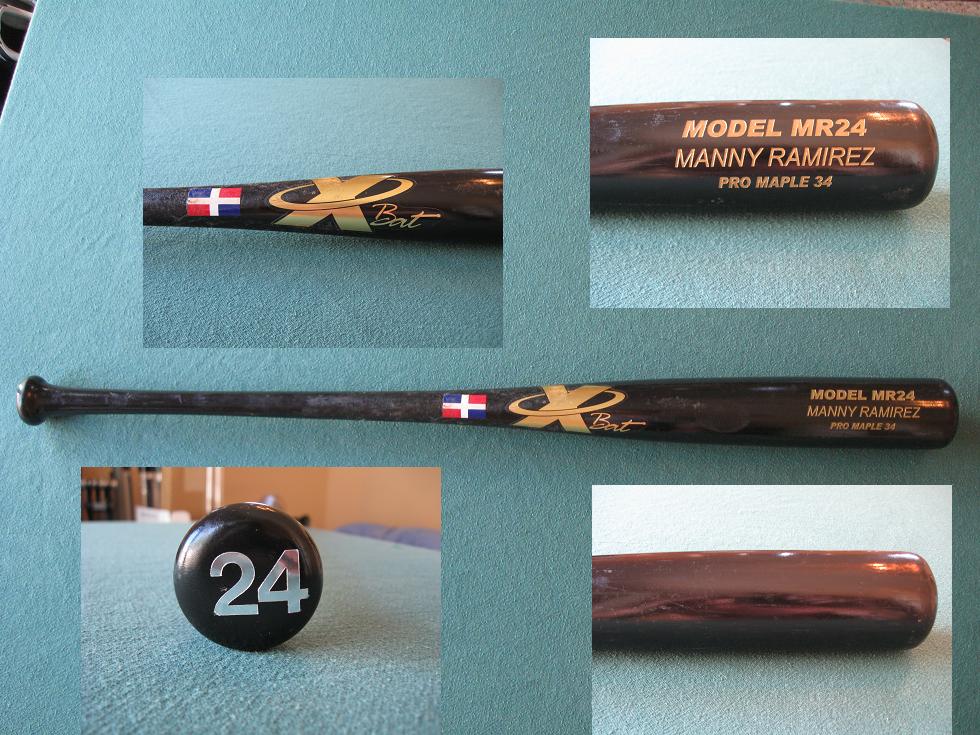 X Bat
MODEL MR24
MANNY RAMIREZ
PRO MAPLE 34
X Bat
MODEL MR24
MANNY RAMIREZ
PRO MAPLE 34
24